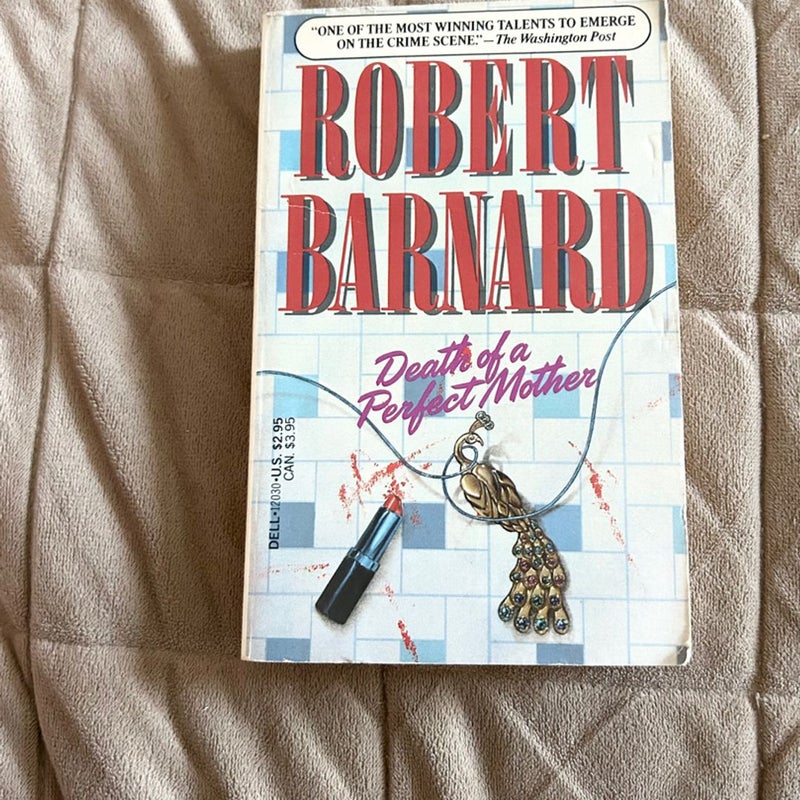 "ONE OF THE MOST WINNING TALENTS TO EMERGE
ON THE CRIME SCENE."—The Washington Post
ROBERT
BARNARD
Death of a
Perfect Mother
DELL•12030•U.S. $2.95
CAN. $3.95